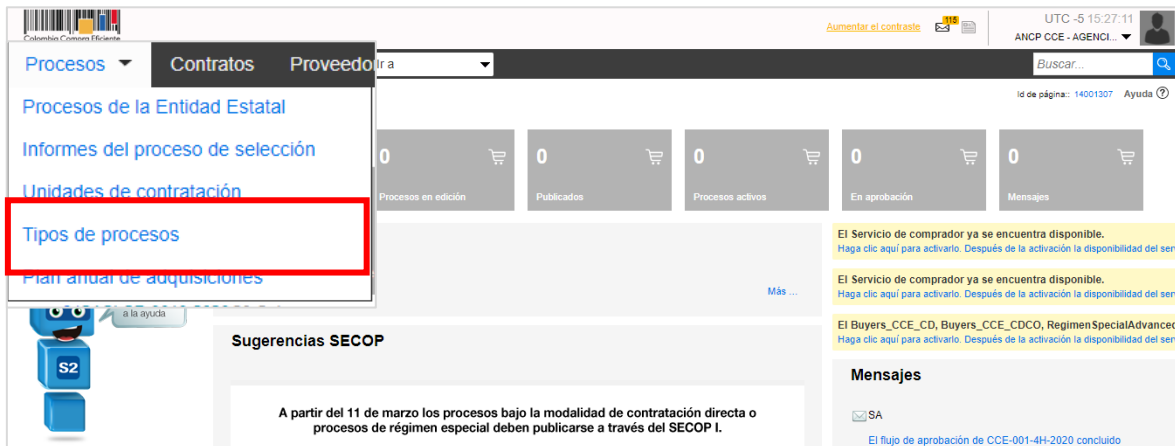 Colombia Compra Eficiente
Aumentar el contraste
115
UTC -5 15:27:11
ANCP CCE - AGENCI...
Procesos Contratos Proveedor
Ir a
Buscar...
Id de página:: 14001307 Ayuda
Procesos de la Entidad Estatal
Informes del proceso de selección
Unidades de contratación
Tipos de procesos
Plan anual de adquisiciones
0 0 0 0 0
Procesos en edición Publicados Procesos activos En aprobación Mensajes
El Servicio de comprador ya se encuentra disponible.
Haga clic aquí para activarlo. Después de la activación la disponibilidad del ser
El Servicio de comprador ya se encuentra disponible.
Haga clic aquí para activarlo. Después de la activación la disponibilidad del ser
El Buyers_CCE_CD, Buyers_CCE_CDCO, RegimenSpecialAdvanced
Haga clic aquí para activarlo. Después de la activación la disponibilidad del ser
Más ...
a la ayuda
S2
Sugerencias SECOP
A partir del 11 de marzo los procesos bajo la modalidad de contratación directa o
procesos de régimen especial deben publicarse a través del SECOP I.
Mensajes
SA
El flujo de aprobación de CCE-001-4H-2020 concluido